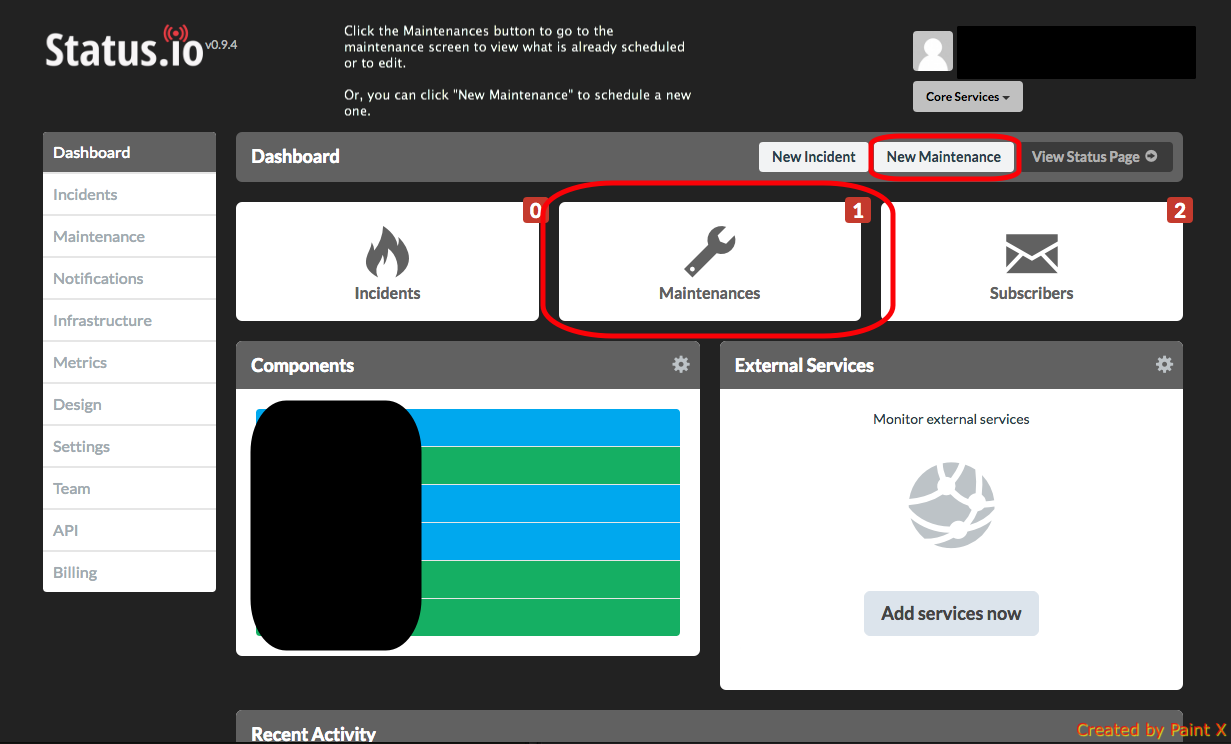 Status.io v0.9.4
Click the Maintenances button to go to the
maintenance screen to view what is already scheduled
or to edit.
Or, you can click "New Maintenance" to schedule a new
one.
Core Services
Dashboard
Incidents
Maintenance
Notifications
Infrastructure
Metrics
Design
Settings
Team
API
Billing
Dashboard
New Incident
New Maintenance
View Status Page
0
Incidents
1
Maintenances
2
Subscribers
Components
External Services
Monitor external services
Add services now
Recent Activity
Created by Paint X